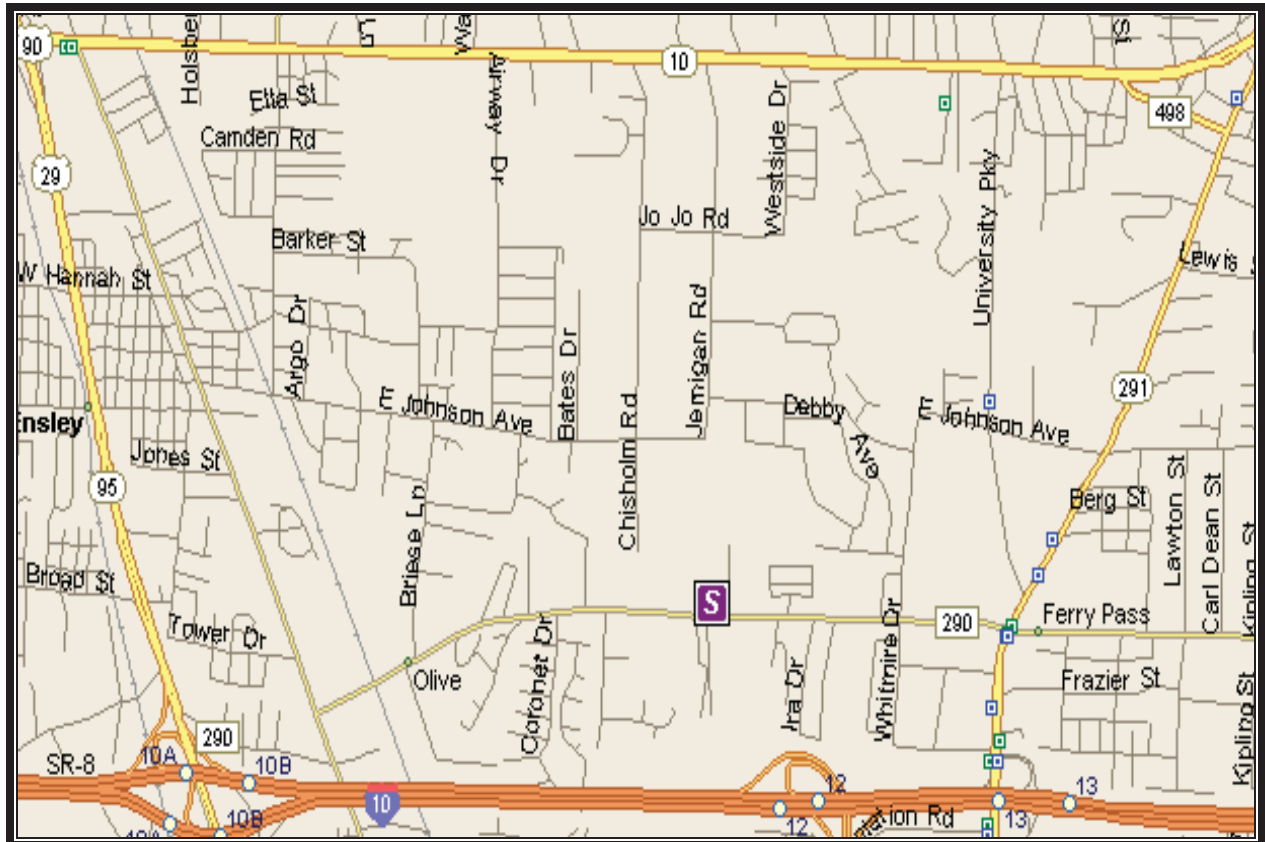 90
10
Etta St
498
Camden Rd
Airway Dr
Westside Dr
29
University Pky
Jo Jo Rd
Barker St
Lewis
W Hannah St
Argo Dr
Jernigan Rd
Bates Dr
291
E Johnson Ave
Debby Ave
E Johnson Ave
Ensley
Chisholm Rd
Jones St
95
Berg St
Lawton St
Carl Dean St
Briese Ln
Broad St
S
Ferry Pass
290
Kipling St
Tower Dr
Coronet Dr
Ira Dr
Whitmire Dr
Olive
Frazier St
Kipling St
290
SR-8
10A
10B
10
12
13
10A
10B
12
ion Rd
13